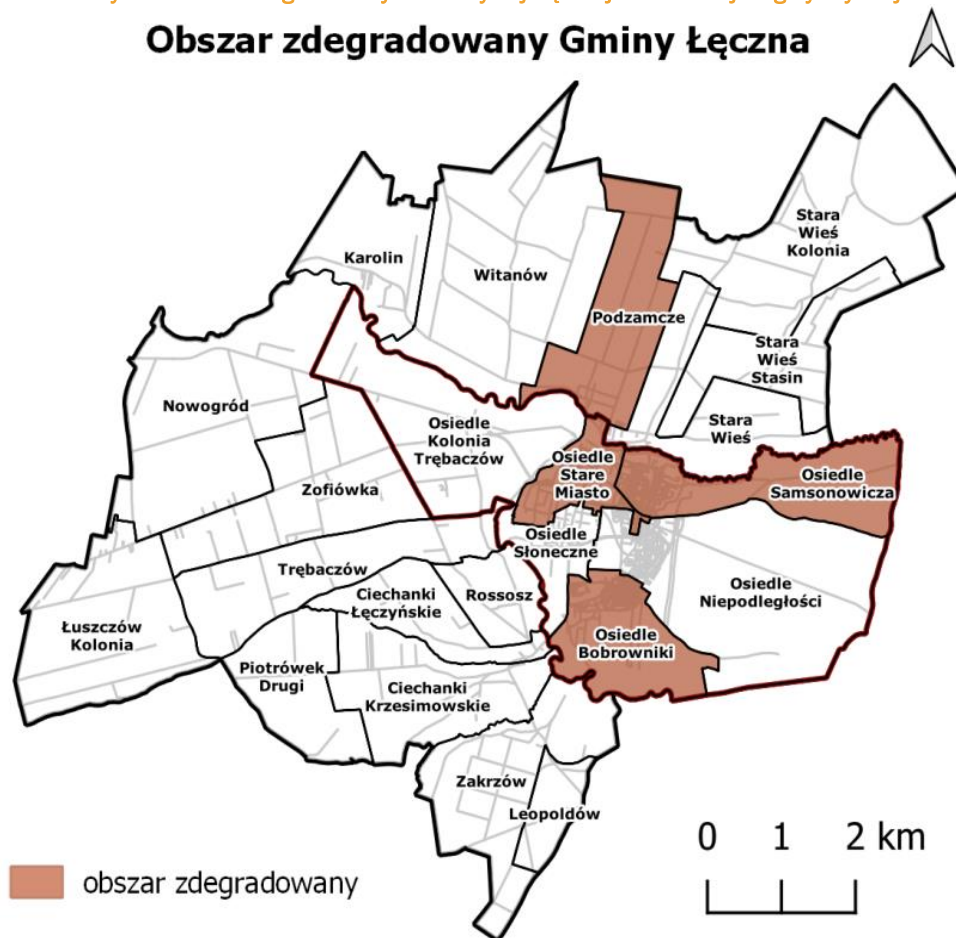 Obszar zdegradowany Gminy Łęczna
Stara
Wieś
Kolonia
Karolin
Witanów
Podzamcze
Stara
Wieś
Stasin
Nowogród
Stara
Wieś
Osiedle
Kolonia
Trębaczów
Osiedle
Stare
Miasto
Osiedle
Samsonowicza
Zofiówka
Osiedle
Słoneczne
Trębaczów
Ciechanki
Łęczyńskie
Rossosz
Osiedle
Niepodległości
Łuszczów
Kolonia
Osiedle
Bobrowniki
Piotrówek
Drugi
Ciechanki
Krzesimowskie
Zakrzów
Leopoldów
0 1 2 km
obszar zdegradowany